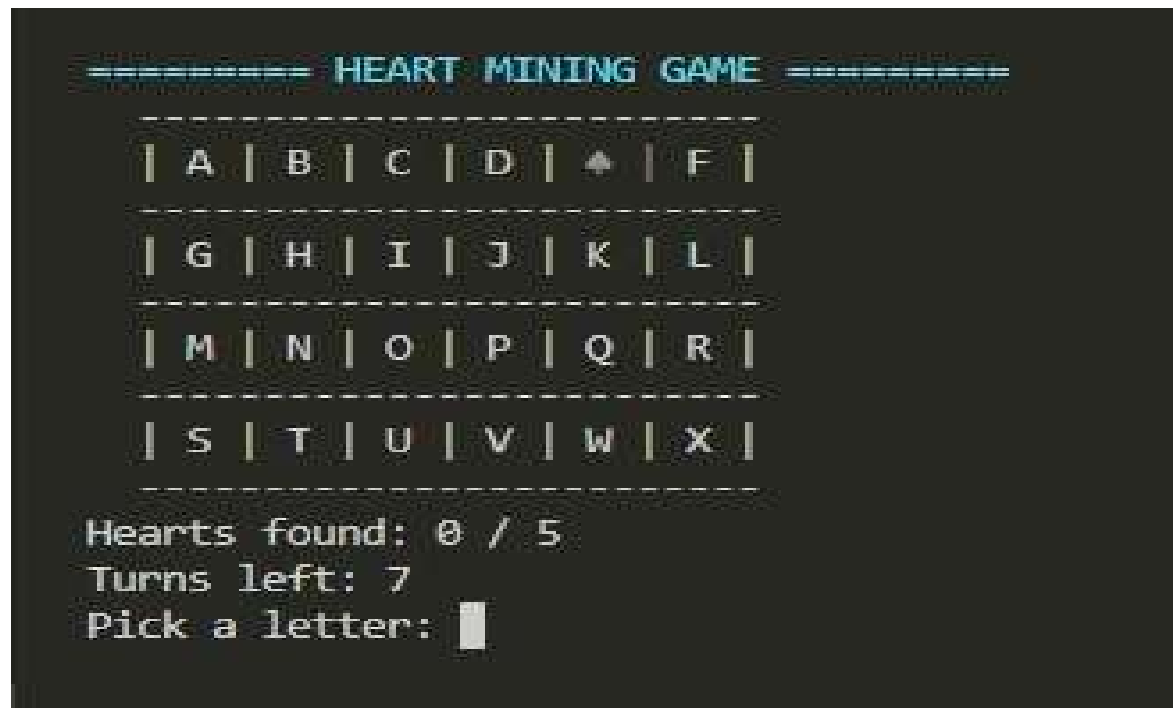 ========= HEART MINING GAME =========
-------------------------
| A | B | C | D | ♠ | F |
-------------------------
| G | H | I | J | K | L |
-------------------------
| M | N | O | P | Q | R |
-------------------------
| S | T | U | V | W | X |
-------------------------
Hearts found: 0 / 5
Turns left: 7
Pick a letter: